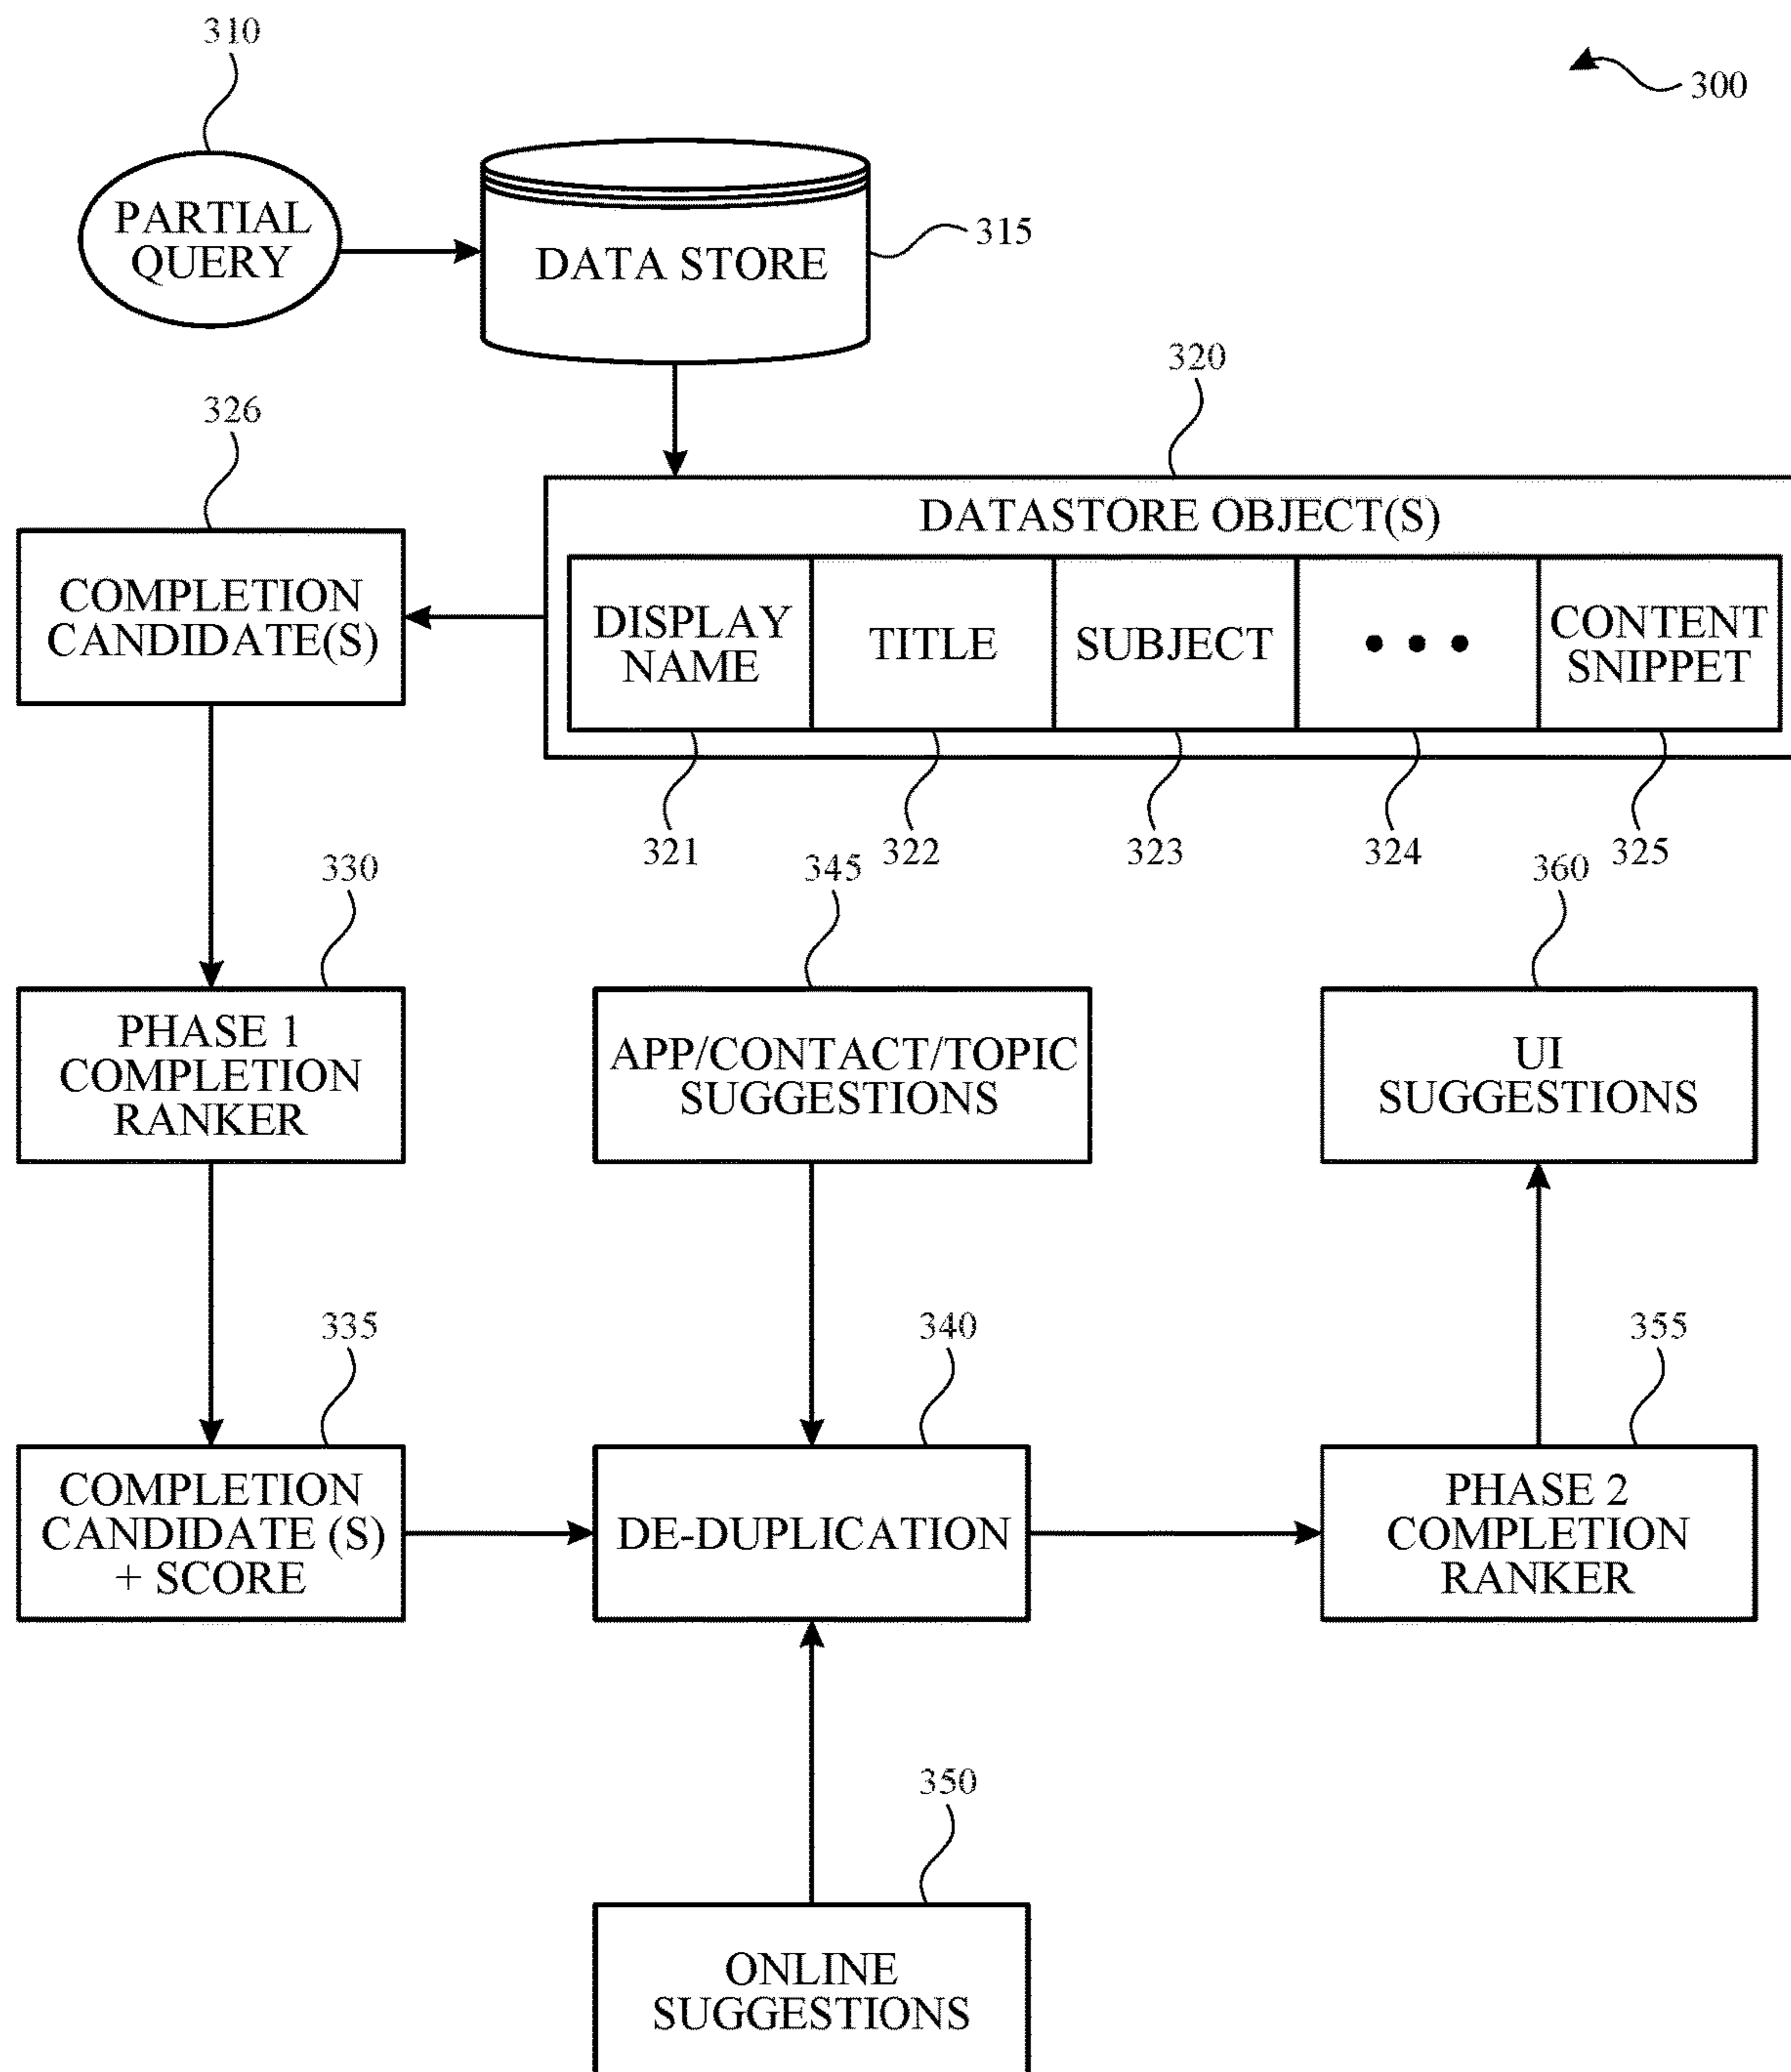 310
300
PARTIAL
QUERY
DATA STORE
315
320
326
DATASTORE OBJECT(S)
COMPLETION
CANDIDATE(S)
DISPLAY
NAME
TITLE
SUBJECT
• • •
CONTENT
SNIPPET
321
322
323
324
325
330
345
360
PHASE 1
COMPLETION
RANKER
APP/CONTACT/TOPIC
SUGGESTIONS
UI
SUGGESTIONS
335
340
355
COMPLETION
CANDIDATE (S)
+ SCORE
DE-DUPLICATION
PHASE 2
COMPLETION
RANKER
350
ONLINE
SUGGESTIONS